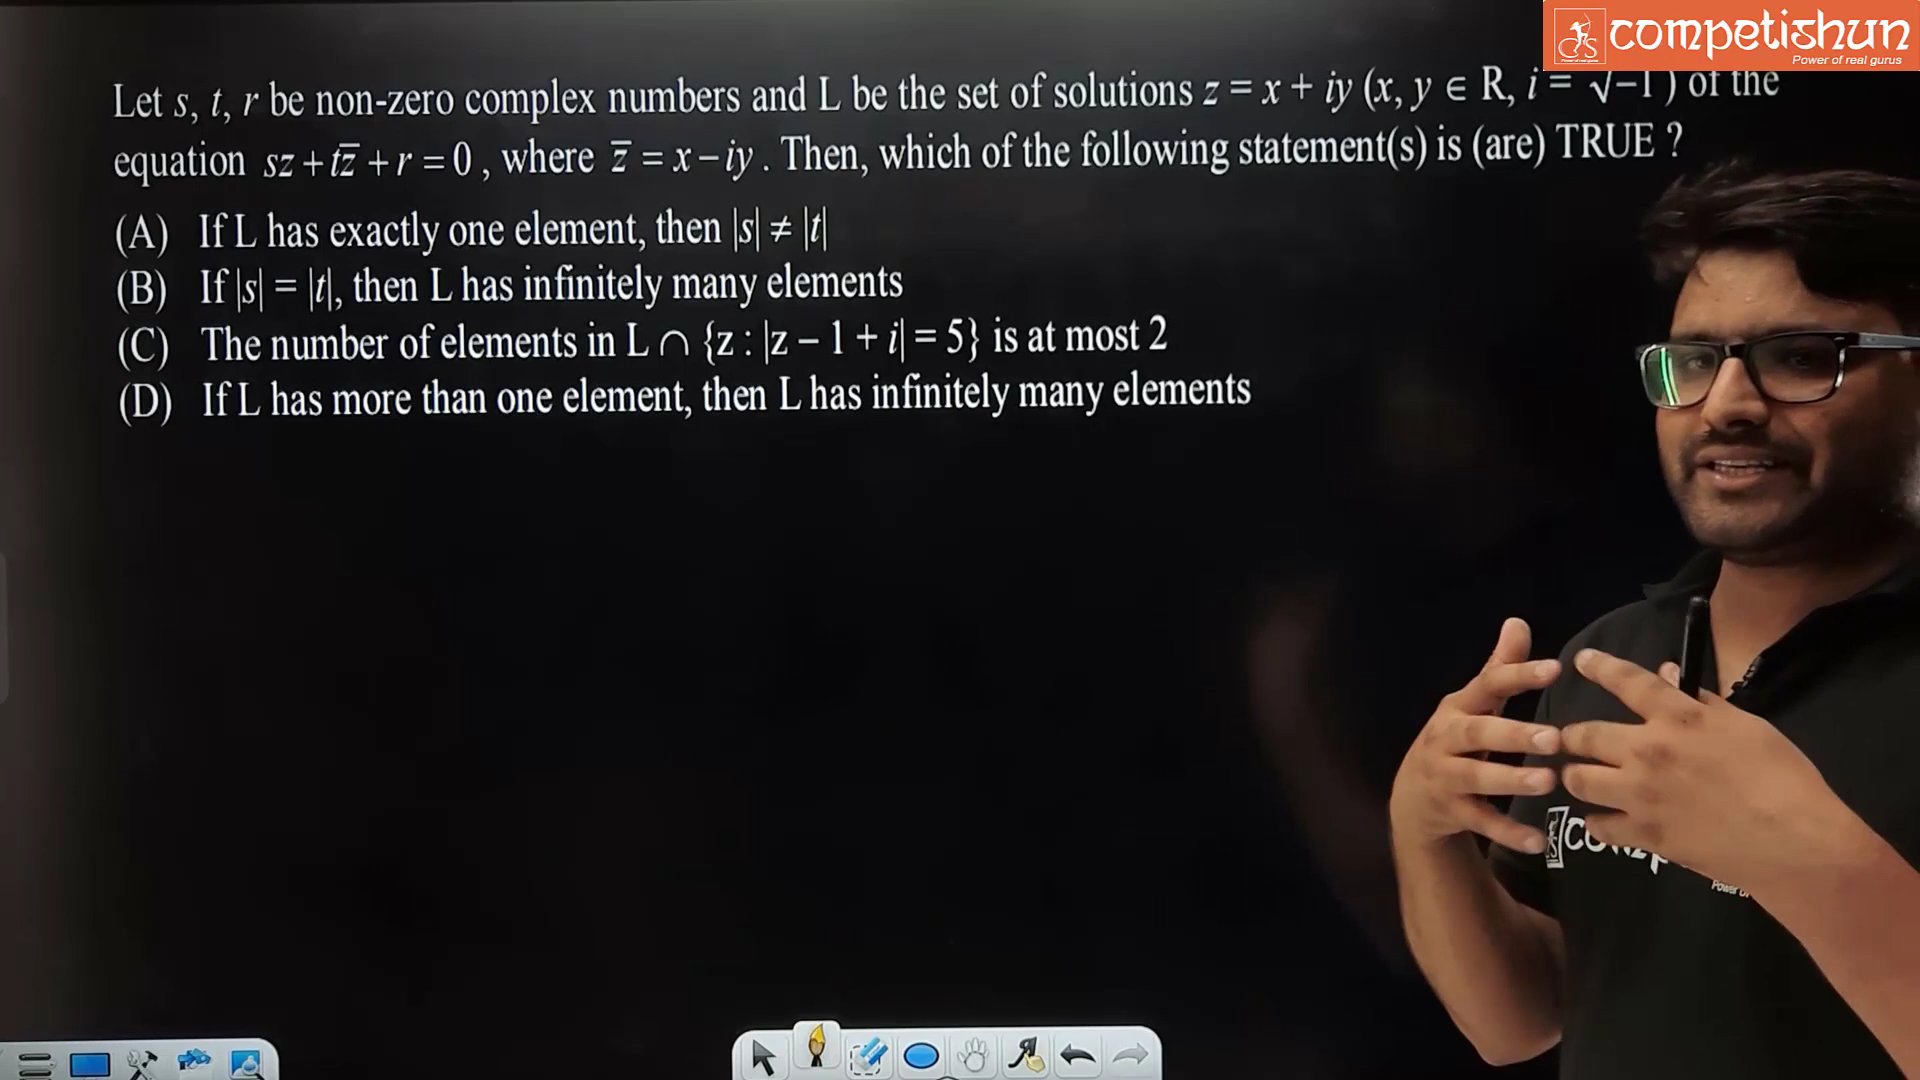 competishun
Power of real gurus
Let s, t, r be non-zero complex numbers and L be the set of solutions z = x + iy (x, y ∈ R, i = √−1) of the
equation sz + tz̅ + r = 0, where z̅ = x − iy. Then, which of the following statement(s) is (are) TRUE ?
(A) If L has exactly one element, then |s| ≠ |t|
(B) If |s| = |t|, then L has infinitely many elements
(C) The number of elements in L ∩ {z : |z − 1 + i| = 5} is at most 2
(D) If L has more than one element, then L has infinitely many elements